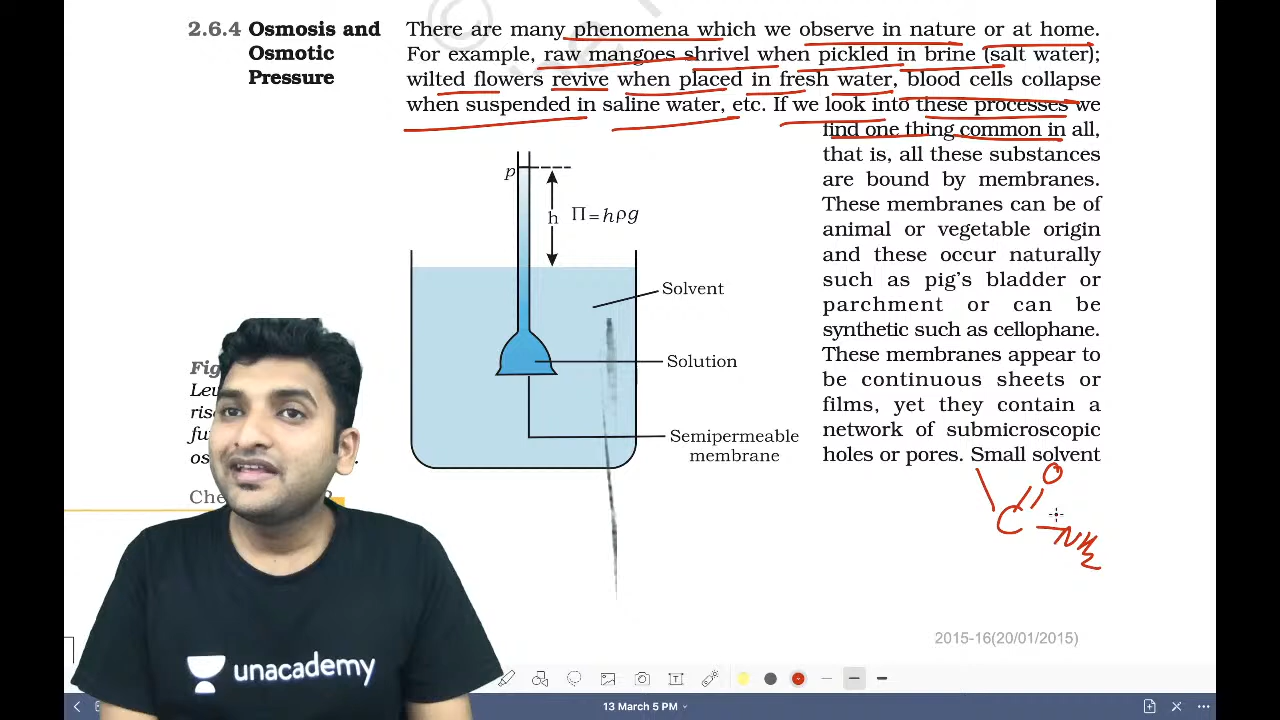 2.6.4 Osmosis and
Osmotic
Pressure
There are many phenomena which we observe in nature or at home.
For example, raw mangoes shrivel when pickled in brine (salt water);
wilted flowers revive when placed in fresh water, blood cells collapse
when suspended in saline water, etc. If we look into these processes we
find one thing common in all,
that is, all these substances
are bound by membranes.
These membranes can be of
animal or vegetable origin
and these occur naturally
such as pig's bladder or
parchment or can be
synthetic such as cellophane.
These membranes appear to
be continuous sheets or
films, yet they contain a
network of submicroscopic
holes or pores. Small solvent
p
h Π = hρg
Solvent
Solution
Semipermeable
membrane
C O
NH2
unacademy
2015-16(20/01/2015)
13 March 5 PM